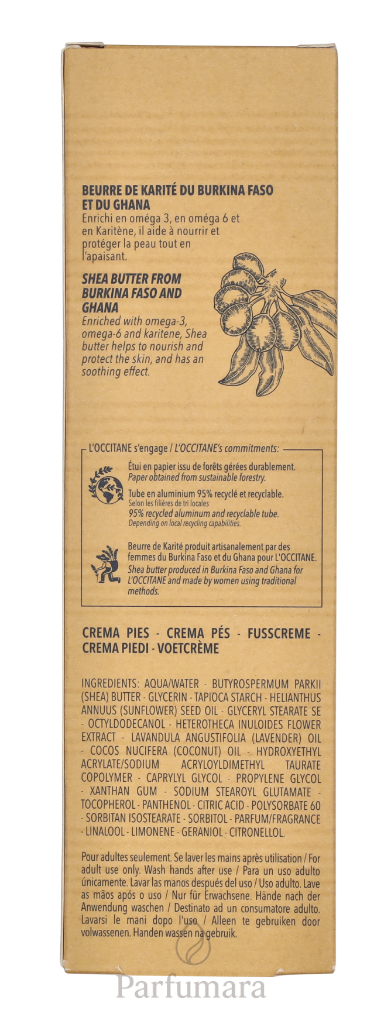 BEURRE DE KARITÉ DU BURKINA FASO
ET DU GHANA
Enrichi en oméga 3, en oméga 6 et
en Karitène, il aide à nourrir et
protéger la peau tout en
l'apaisant.
SHEA BUTTER FROM
BURKINA FASO AND
GHANA
Enriched with omega-3,
omega-6 and karitene, Shea
butter helps to nourish and
protect the skin, and has an
soothing effect.
L'OCCITANE s'engage / L'OCCITANE's commitments:
Étui en papier issu de forêts gérées durablement.
Paper obtained from sustainable forestry.
Tube en aluminium 95% recyclé et recyclable.
Selon les filières de tri locales
95% recycled aluminum and recyclable tube.
Depending on local recycling capabilities.
Beurre de Karité produit artisanalement par des
femmes du Burkina Faso et du Ghana pour L'OCCITANE.
Shea butter produced in Burkina Faso and Ghana for
L'OCCITANE and made by women using traditional
methods.
CREMA PIES - CREMA PÉS - FUSSCREME -
CREMA PIEDI - VOETCRÈME
INGREDIENTS: AQUA/WATER - BUTYROSPERMUM PARKII
(SHEA) BUTTER - GLYCERIN - TAPIOCA STARCH - HELIANTHUS
ANNUUS (SUNFLOWER) SEED OIL - GLYCERYL STEARATE SE
- OCTYLDODECANOL - HETEROTHECA INULOIDES FLOWER
EXTRACT - LAVANDULA ANGUSTIFOLIA (LAVENDER) OIL
- COCOS NUCIFERA (COCONUT) OIL - HYDROXYETHYL
ACRYLATE/SODIUM ACRYLOYLDIMETHYL TAURATE
COPOLYMER - CAPRYLYL GLYCOL - PROPYLENE GLYCOL
- XANTHAN GUM - SODIUM STEAROYL GLUTAMATE -
TOCOPHEROL - PANTHENOL - CITRIC ACID - POLYSORBATE 60
- SORBITAN ISOSTEARATE - SORBITOL - PARFUM/FRAGRANCE
- LINALOOL - LIMONENE - GERANIOL - CITRONELLOL.
Pour adultes seulement. Se laver les mains après utilisation / For
adult use only. Wash hands after use / Para un uso adulto
únicamente. Lavar las manos después del uso / Uso adulto. Lave
as mãos após o uso / Nur für Erwachsene. Hände nach der
Anwendung waschen / Destinato ad un consumatore adulto.
Lavarsi le mani dopo l'uso / Alleen te gebruiken door
volwassenen. Handen wassen na gebruik.
Parfumara